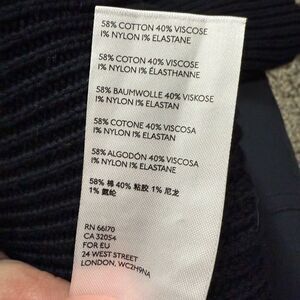 58% COTTON 40% VISCOSE
1% NYLON 1% ELASTANE
58% COTON 40% VISCOSE
1% NYLON 1% ÉLASTHANNE
58% BAUMWOLLE 40% VISKOSE
1% NYLON 1% ELASTAN
58% COTONE 40% VISCOSA
1% NYLON 1% ELASTAN
58% ALGODÓN 40% VISCOSA
1% NYLON 1% ELASTANE
58% 棉 40% 粘胶 1% 尼龙
1% 氨纶
RN 66170
CA 32054
FOR EU
24 WEST STREET
LONDON, WC2H9NA